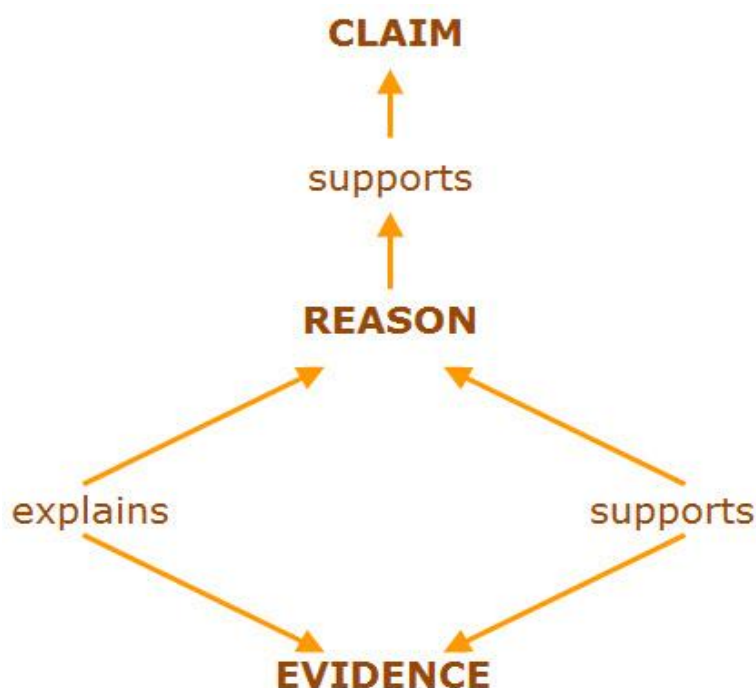 CLAIM
supports
REASON
explains supports
EVIDENCE